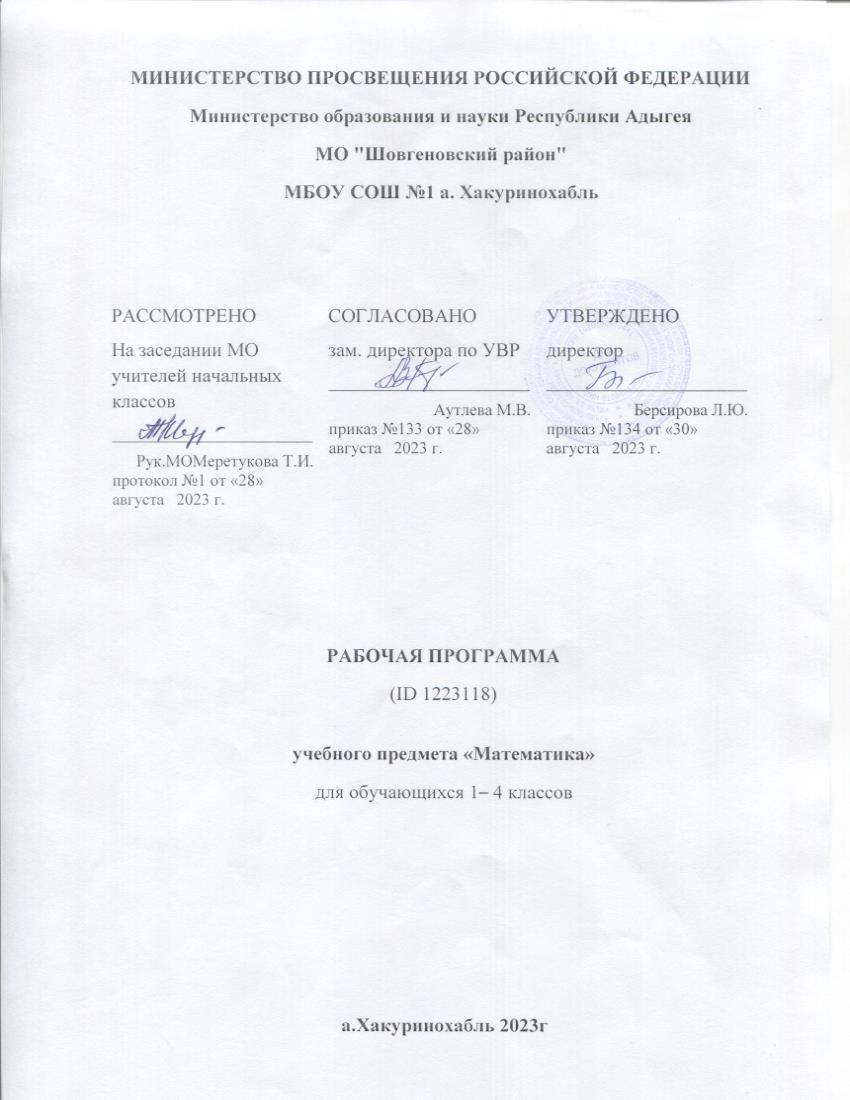 МИНИСТЕРСТВО ПРОСВЕЩЕНИЯ РОССИЙСКОЙ ФЕДЕРАЦИИ
Министерство образования и науки Республики Адыгея
МО "Шовгеновский район"
МБОУ СОШ №1 а. Хакуринохабль
РАССМОТРЕНО
На заседании МО
учителей начальных
классов
Рук.МОМеретукова Т.И.
протокол №1 от «28»
августа 2023 г.
СОГЛАСОВАНО
зам. директора по УВР
Аутлева М.В.
приказ №133 от «28»
августа 2023 г.
УТВЕРЖДЕНО
директор
Берсирова Л.Ю.
приказ №134 от «30»
августа 2023 г.
РАБОЧАЯ ПРОГРАММА
(ID 1223118)
учебного предмета «Математика»
для обучающихся 1– 4 классов
а.Хакуринохабль 2023г